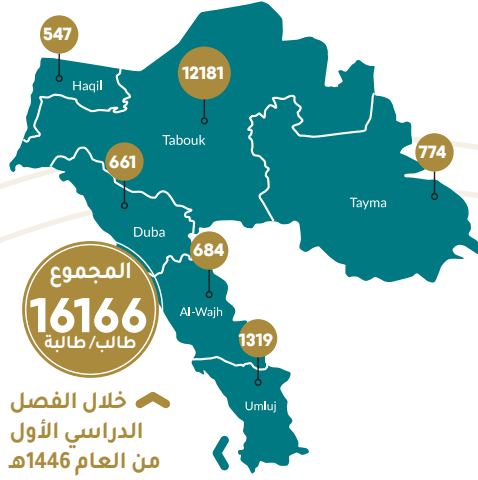 547
Haqil
12181
Tabouk
774
Tayma
661
Duba
684
Al-Wajh
1319
Umluj
المجموع
16166
طالب/طالبة
خلال الفصل
الدراسي الأول
من العام 1446هـ